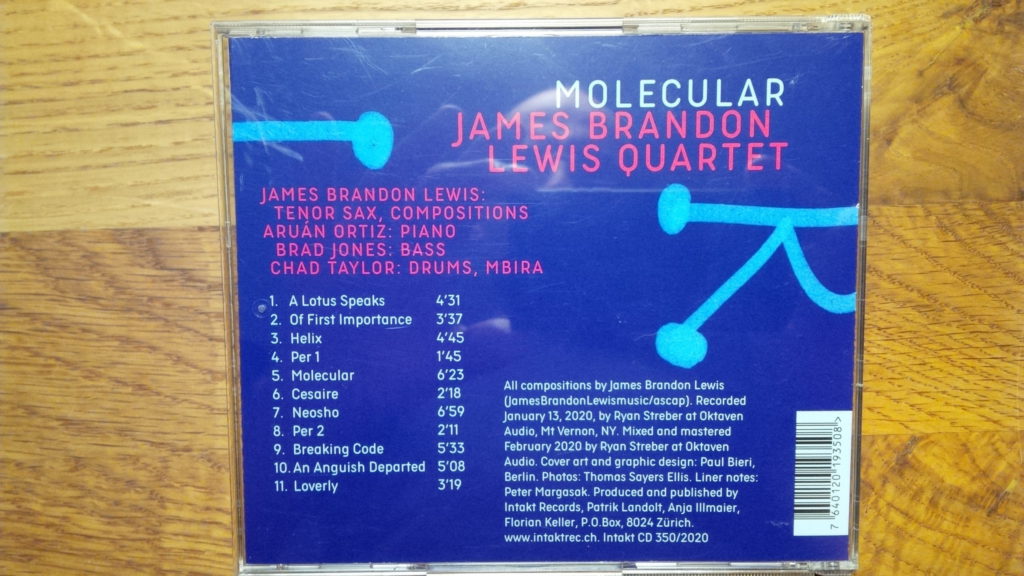 MOLECULAR
JAMES BRANDON
LEWIS QUARTET
JAMES BRANDON LEWIS:
TENOR SAX, COMPOSITIONS
ARUÁN ORTIZ: PIANO
BRAD JONES: BASS
CHAD TAYLOR: DRUMS, MBIRA
1. A Lotus Speaks 4'31
2. Of First Importance 3'37
3. Helix 4'45
4. Per 1 1'45
5. Molecular 6'23
6. Cesaire 2'18
7. Neosho 6'59
8. Per 2 2'11
9. Breaking Code 5'33
10. An Anguish Departed 5'08
11. Loverly 3'19
All compositions by James Brandon Lewis
(JamesBrandonLewismusic/ascap). Recorded
January 13, 2020, by Ryan Streber at Oktaven
Audio, Mt Vernon, NY. Mixed and mastered
February 2020 by Ryan Streber at Oktaven
Audio. Cover art and graphic design: Paul Bieri,
Berlin. Photos: Thomas Sayers Ellis. Liner notes:
Peter Margasak. Produced and published by
Intakt Records, Patrik Landolt, Anja Illmaier,
Florian Keller, P.O.Box, 8024 Zürich.
www.intaktrec.ch. Intakt CD 350/2020
7 640120 193508 >